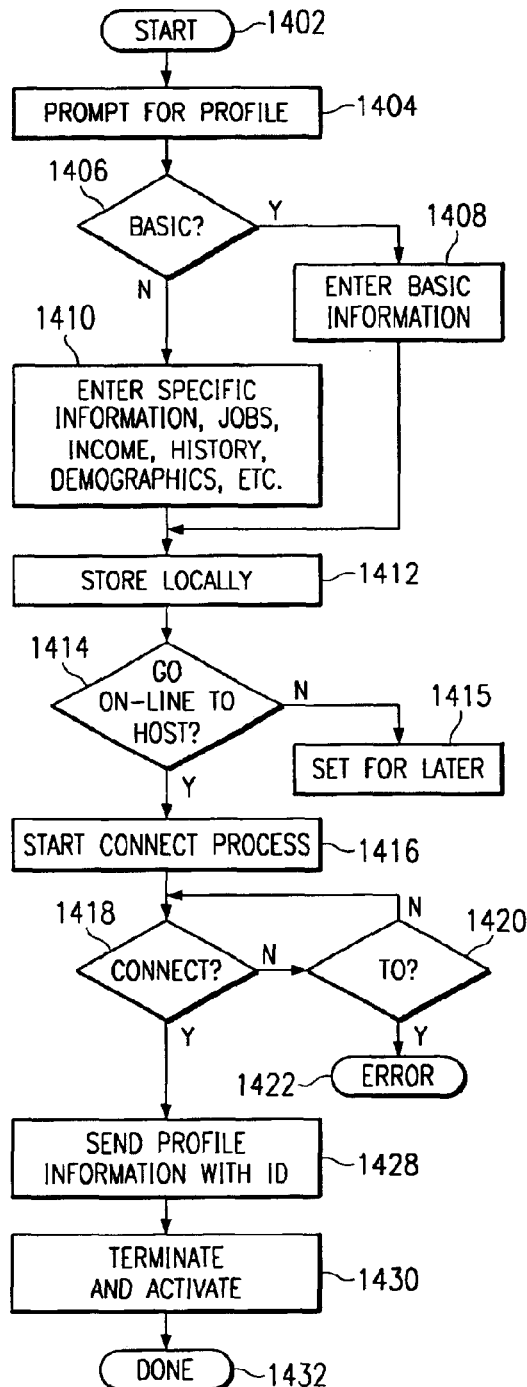 START
1402
PROMPT FOR PROFILE
1404
1406
BASIC?
Y
N
1408
ENTER BASIC
INFORMATION
1410
ENTER SPECIFIC
INFORMATION, JOBS,
INCOME, HISTORY,
DEMOGRAPHICS, ETC.
STORE LOCALLY
1412
1414
GO
ON-LINE TO
HOST?
N
Y
1415
SET FOR LATER
START CONNECT PROCESS
1416
1418
CONNECT?
N
Y
N
1420
TO?
Y
1422
ERROR
SEND PROFILE
INFORMATION WITH ID
1428
TERMINATE
AND ACTIVATE
1430
DONE
1432